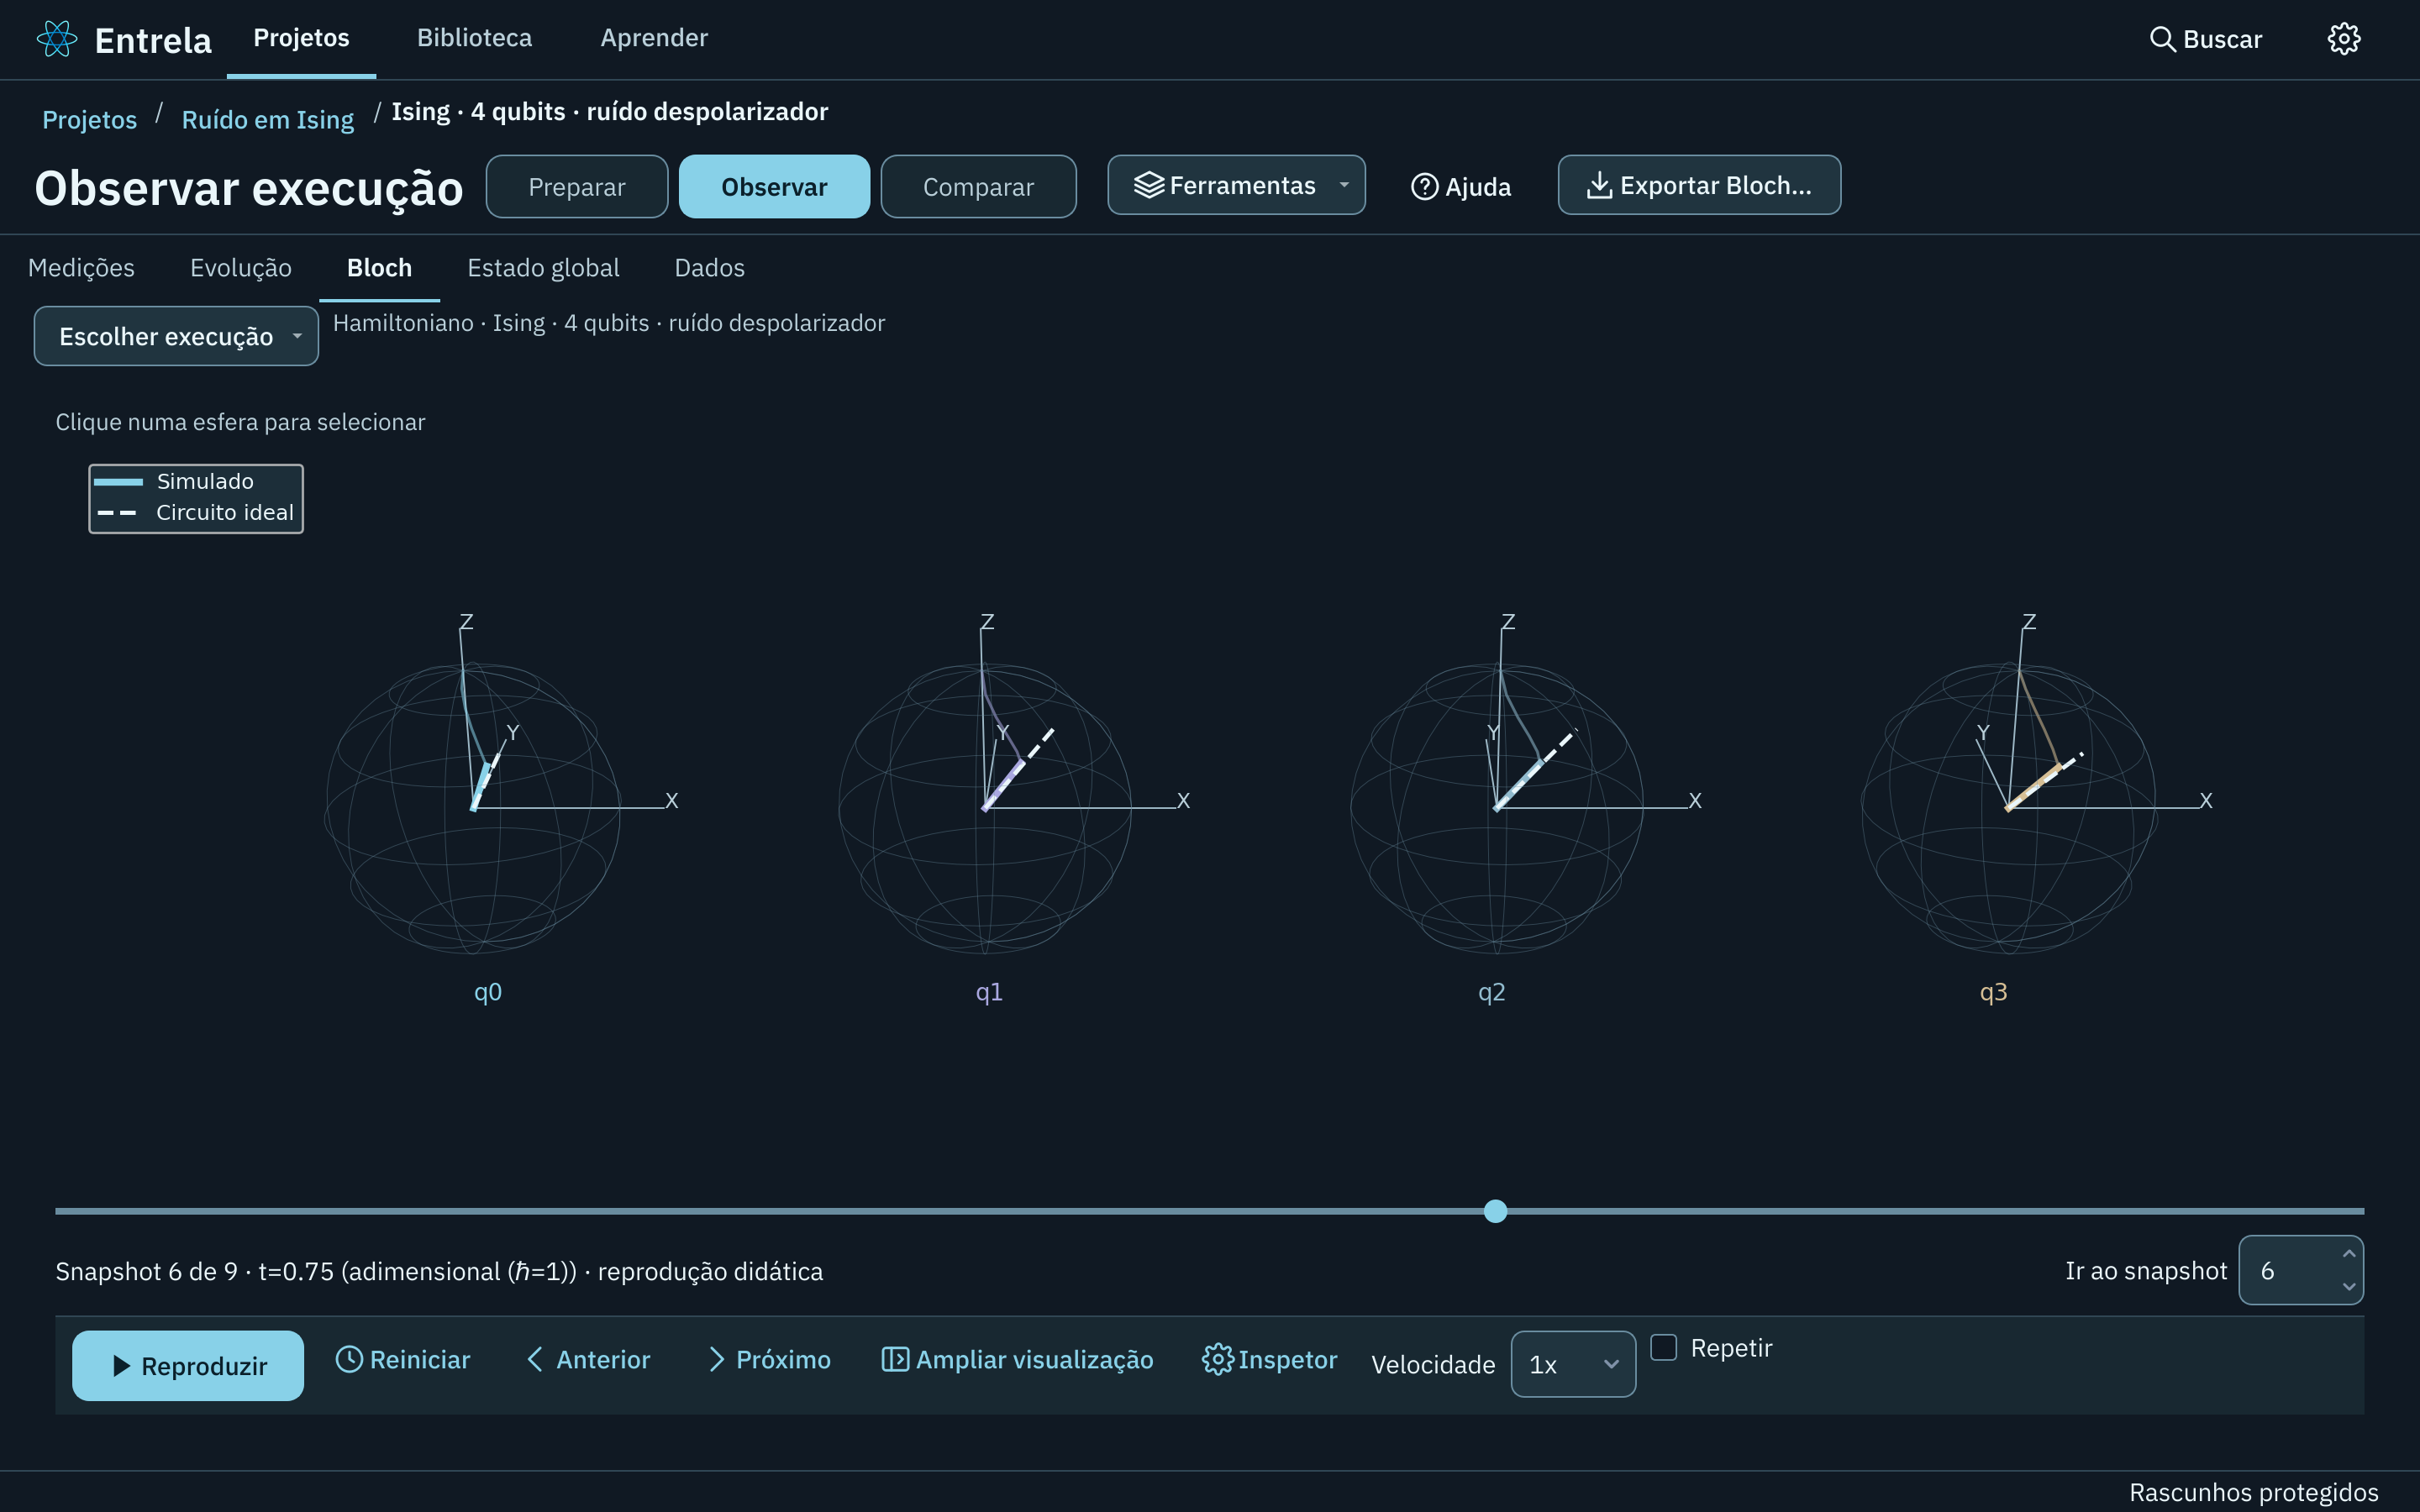 Entrela Projetos Biblioteca Aprender Buscar
Projetos / Ruído em Ising / Ising · 4 qubits · ruído despolarizador
Observar execução Preparar Observar Comparar Ferramentas Ajuda Exportar Bloch...
Medições Evolução Bloch Estado global Dados
Escolher execução Hamiltoniano · Ising · 4 qubits · ruído despolarizador
Clique numa esfera para selecionar
Simulado
Circuito ideal
Z Z Z Z
Y Y Y Y
X X X X
q0 q1 q2 q3
Snapshot 6 de 9 · t=0.75 (adimensional (ℏ=1)) · reprodução didática Ir ao snapshot 6
Reproduzir Reiniciar Anterior Próximo Ampliar visualização Inspetor Velocidade 1x Repetir
Rascunhos protegidos